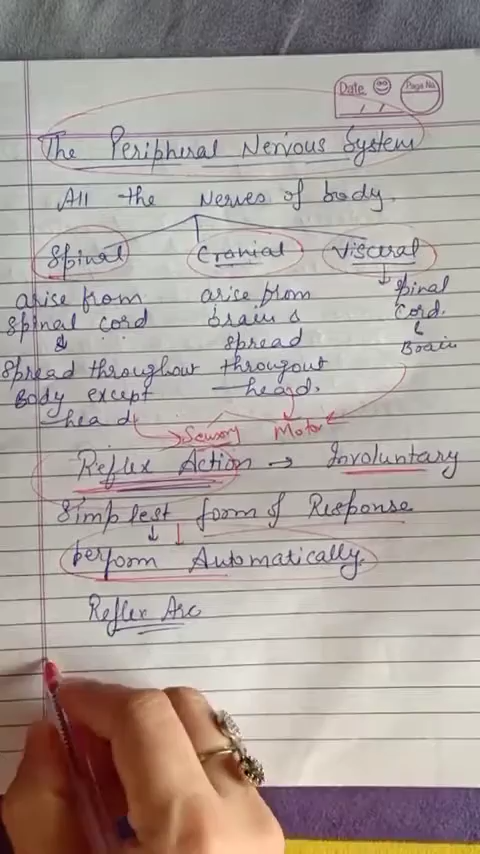 Date
Page No.
The Peripheral Nervous System
All the Nerves of body.
Spinal Cranial Visceral
arise from
spinal cord
&
Spread throughout
Body except
head
arise from
brain &
spread
througout
head.
Spinal
Cord.
&
Brain
Sensory Motor
Reflex Action → Involuntary
Simplest form of Response
perform Automatically.
Reflex Arc